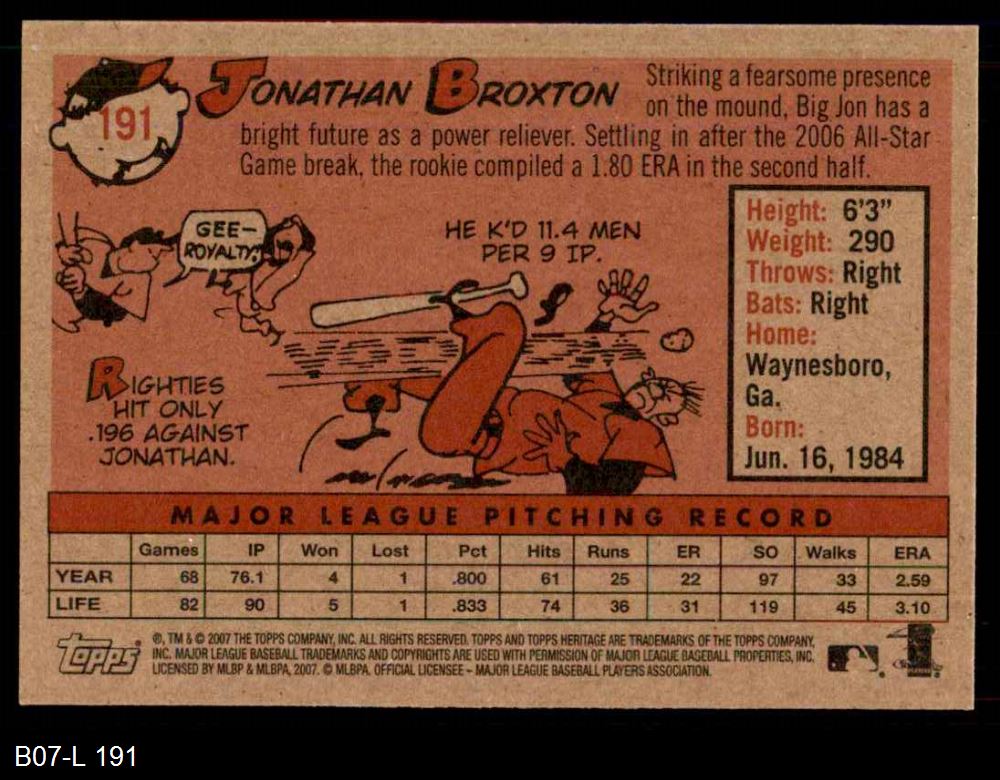 191
JONATHAN BROXTON
Striking a fearsome presence
on the mound, Big Jon has a
bright future as a power reliever. Settling in after the 2006 All-Star
Game break, the rookie compiled a 1.80 ERA in the second half.
GEE-
ROYALTY!
HE K'D 11.4 MEN
PER 9 IP.
RIGHTIES
HIT ONLY
.196 AGAINST
JONATHAN.
Height: 6'3"
Weight: 290
Throws: Right
Bats: Right
Home:
Waynesboro,
Ga.
Born:
Jun. 16, 1984
MAJOR LEAGUE PITCHING RECORD
Games IP Won Lost Pct Hits Runs ER SO Walks ERA
YEAR 68 76.1 4 1 .800 61 25 22 97 33 2.59
LIFE 82 90 5 1 .833 74 36 31 119 45 3.10
Topps
®, TM & © 2007 THE TOPPS COMPANY, INC. ALL RIGHTS RESERVED. TOPPS AND TOPPS HERITAGE ARE TRADEMARKS OF THE TOPPS COMPANY,
INC. MAJOR LEAGUE BASEBALL TRADEMARKS AND COPYRIGHTS ARE USED WITH PERMISSION OF MAJOR LEAGUE BASEBALL PROPERTIES, INC.
LICENSED BY MLBP & MLBPA, 2007. © MLBPA. OFFICIAL LICENSEE - MAJOR LEAGUE BASEBALL PLAYERS ASSOCIATION.
B07-L 191